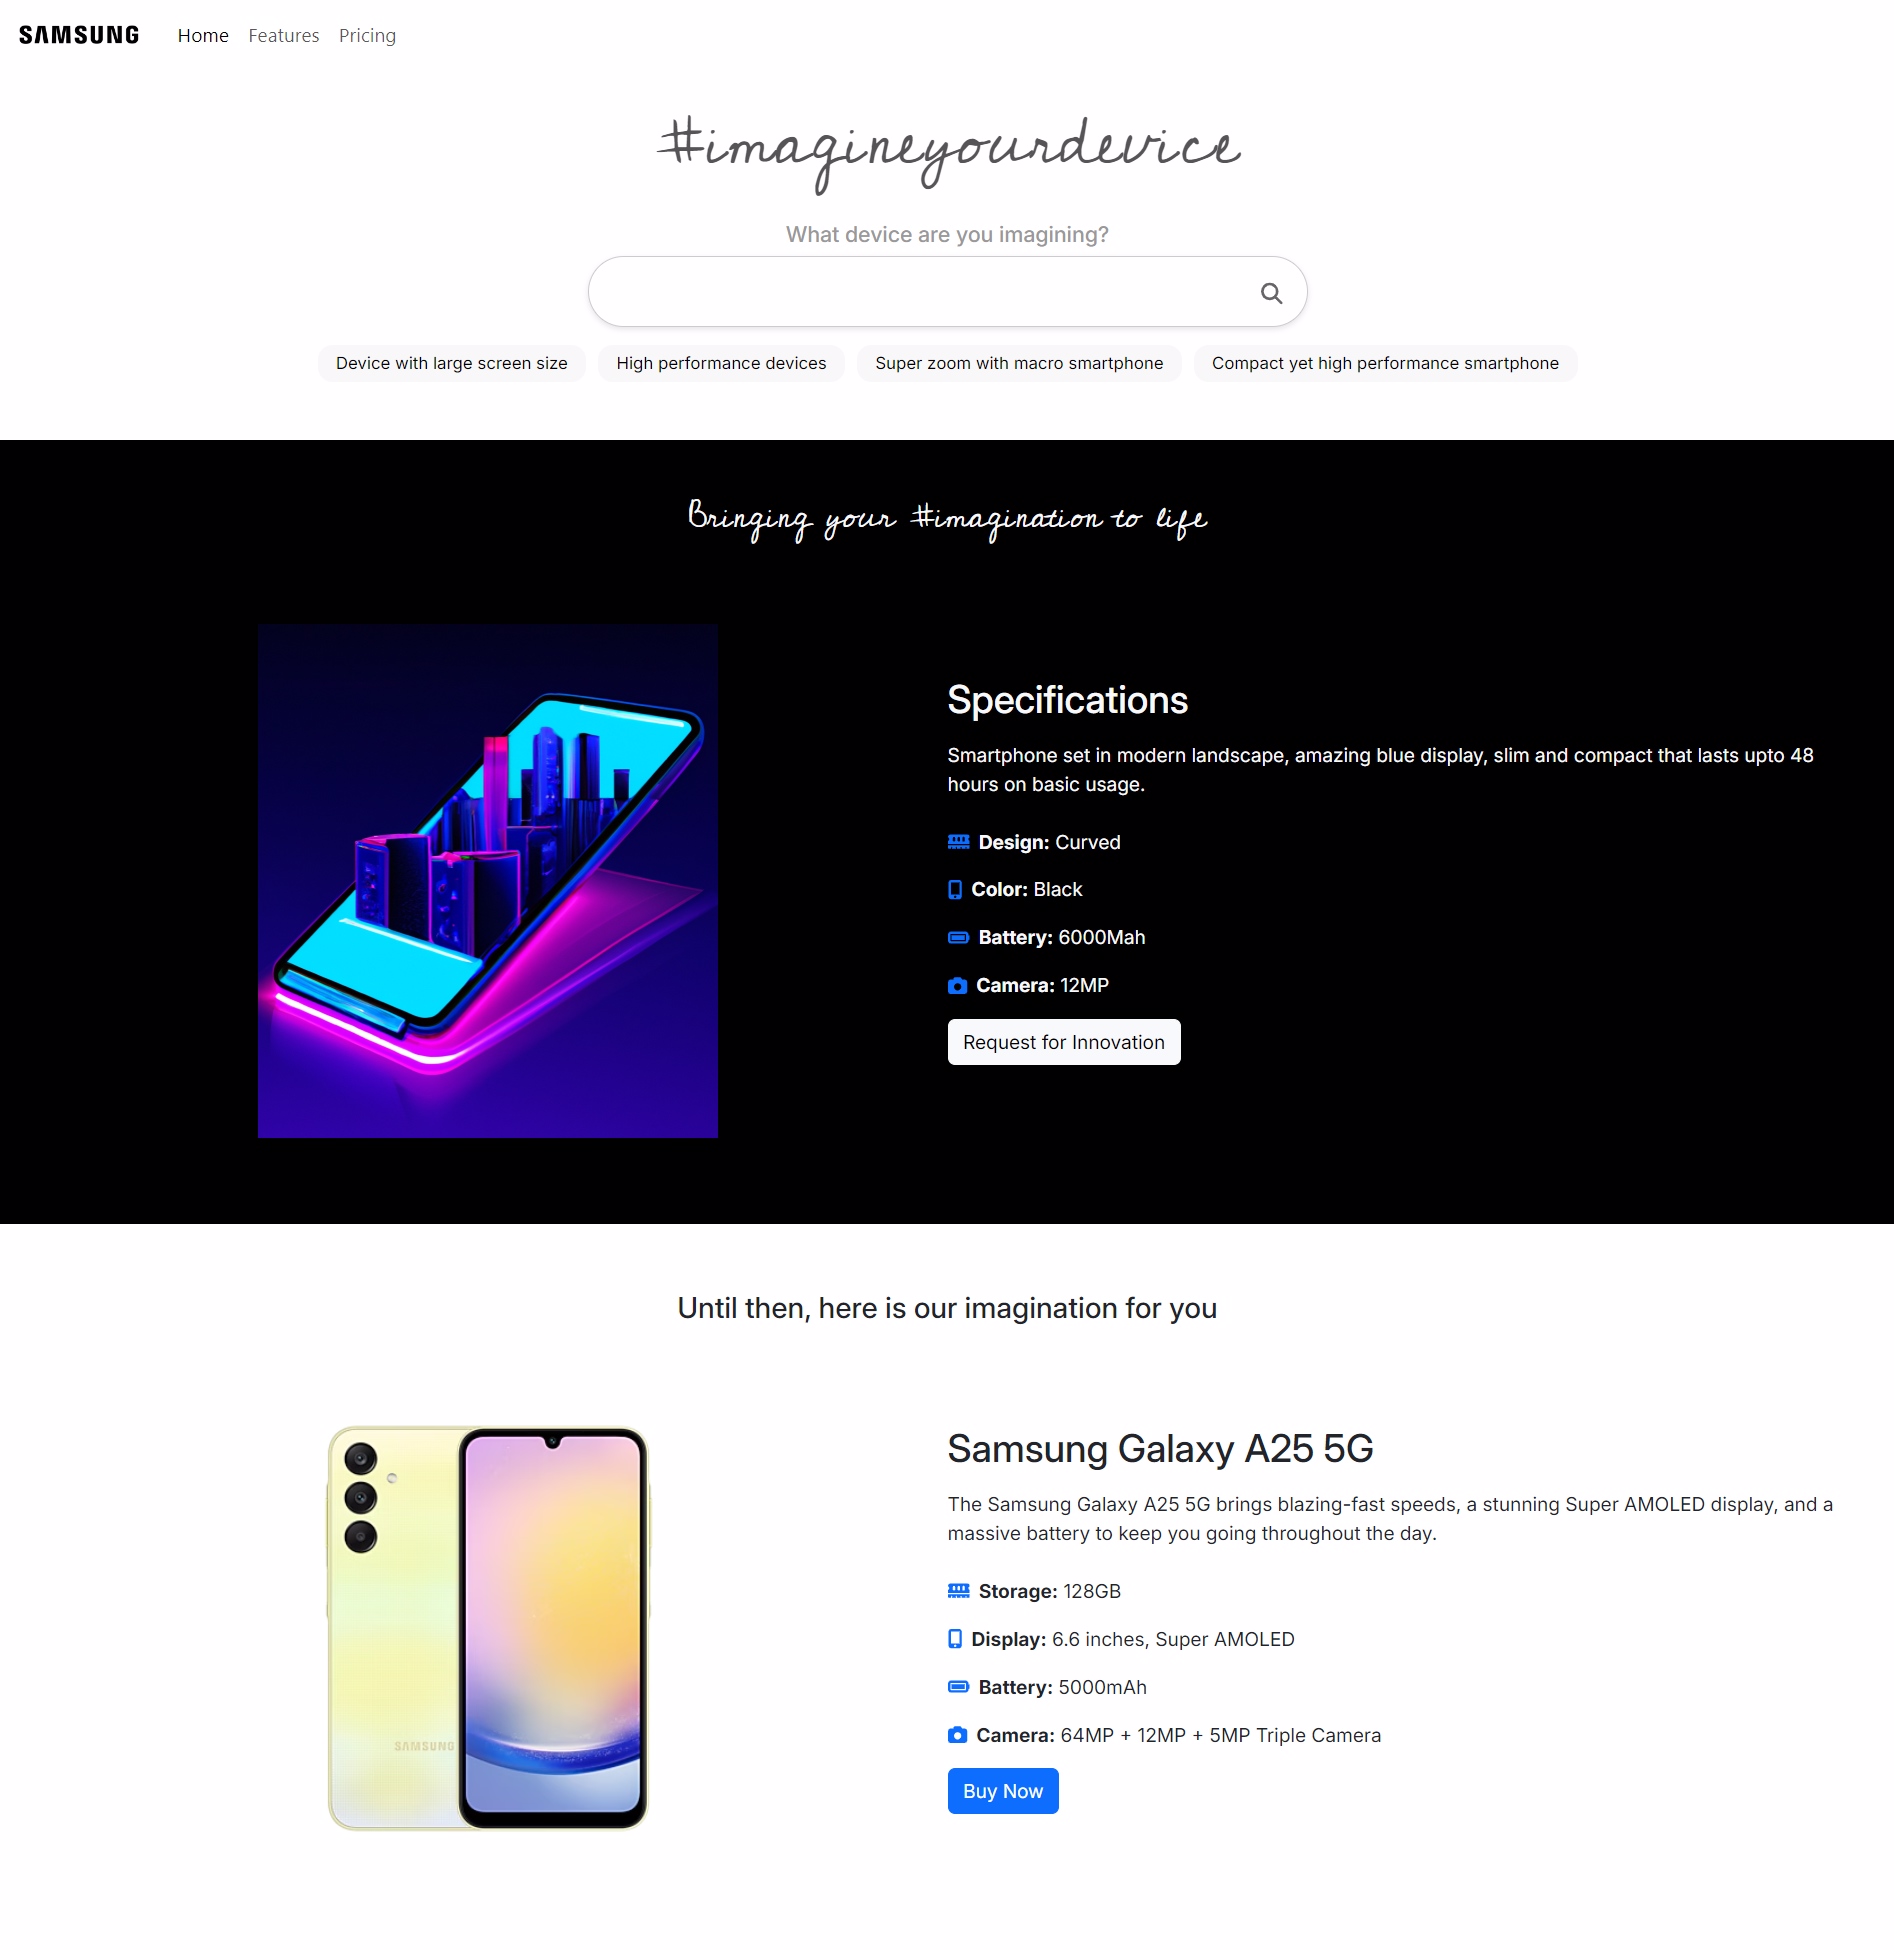 SAMSUNG Home Features Pricing
#imagineyourdevice
What device are you imagining?
Device with large screen size High performance devices Super zoom with macro smartphone Compact yet high performance smartphone
Bringing your #imagination to life
Specifications
Smartphone set in modern landscape, amazing blue display, slim and compact that lasts upto 48
hours on basic usage.
Design: Curved
Color: Black
Battery: 6000Mah
Camera: 12MP
Request for Innovation
Until then, here is our imagination for you
SAMSUNG
Samsung Galaxy A25 5G
The Samsung Galaxy A25 5G brings blazing-fast speeds, a stunning Super AMOLED display, and a
massive battery to keep you going throughout the day.
Storage: 128GB
Display: 6.6 inches, Super AMOLED
Battery: 5000mAh
Camera: 64MP + 12MP + 5MP Triple Camera
Buy Now